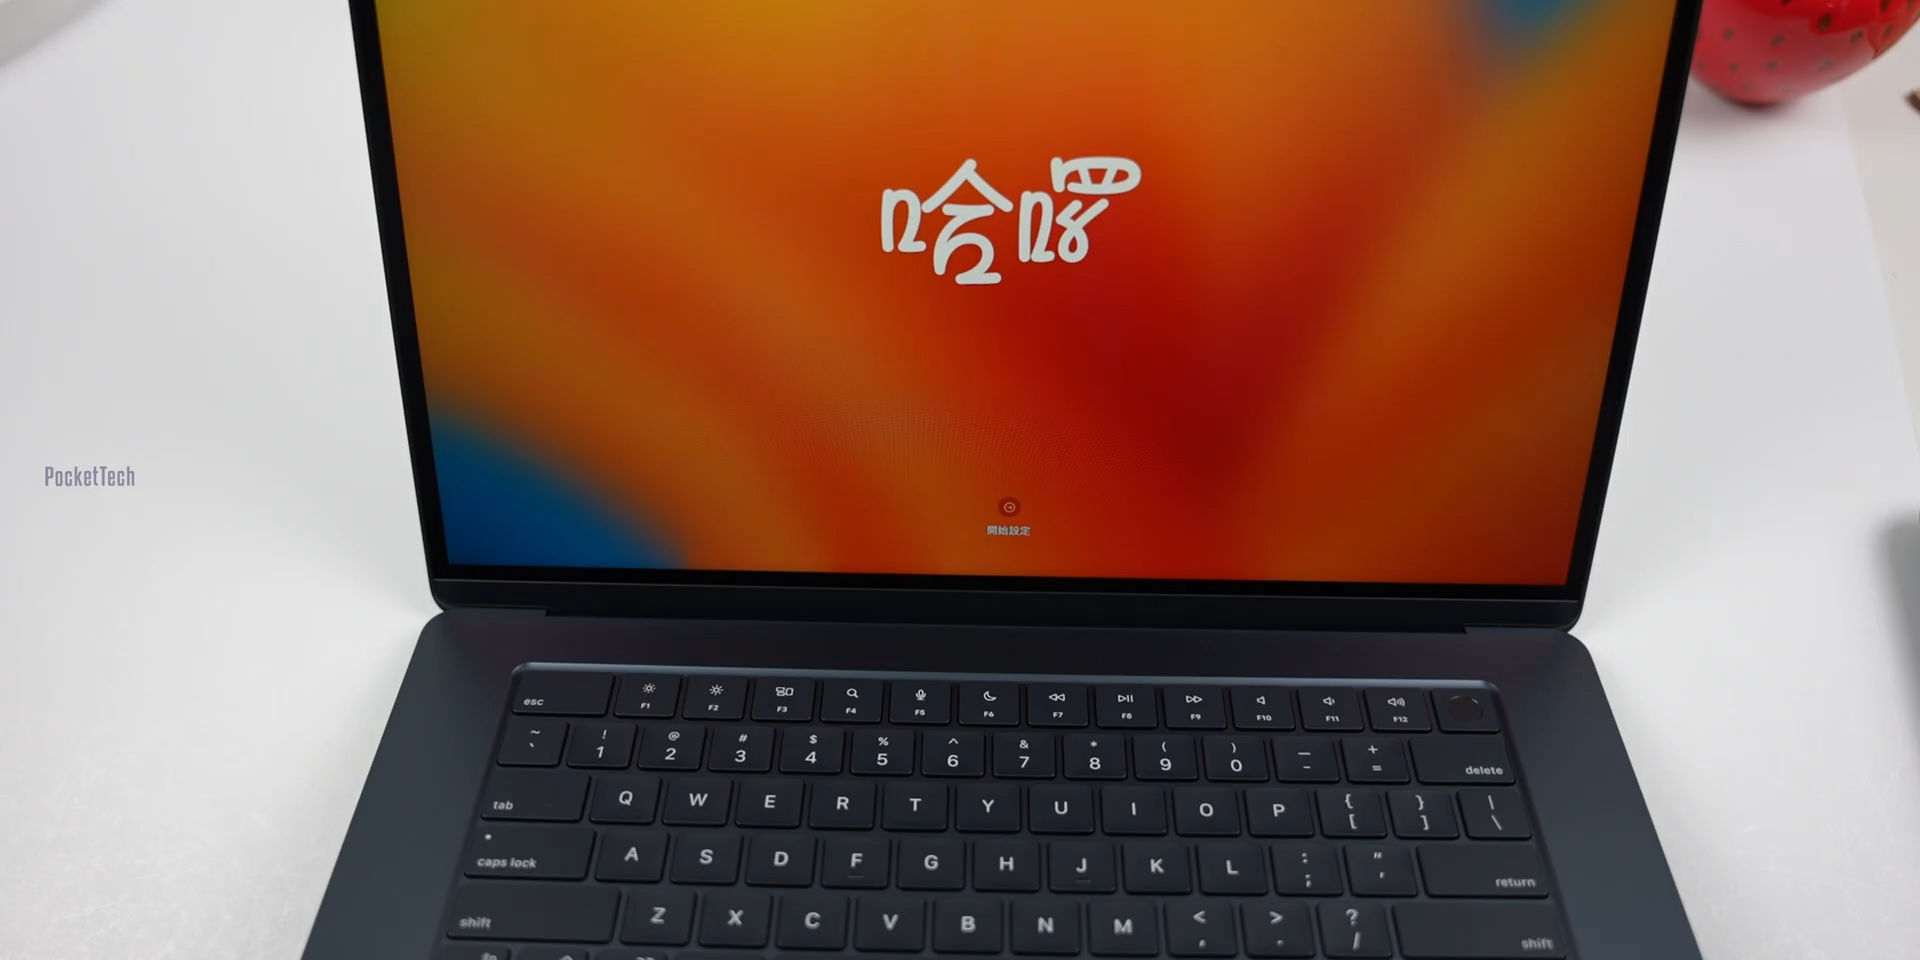 哈囉
開始設定
PocketTech
esc F1 F2 F3 F4 F5 F6 F7 F8 F9 F10 F11 F12
~ ! @ # $ % ^ & * ( ) — +
` 1 2 3 4 5 6 7 8 9 0 - = delete
tab Q W E R T Y U I O P { [ } ] | \
caps lock A S D F G H J K L : ; " ' return
shift Z X C V B N M < , > . ? / shift